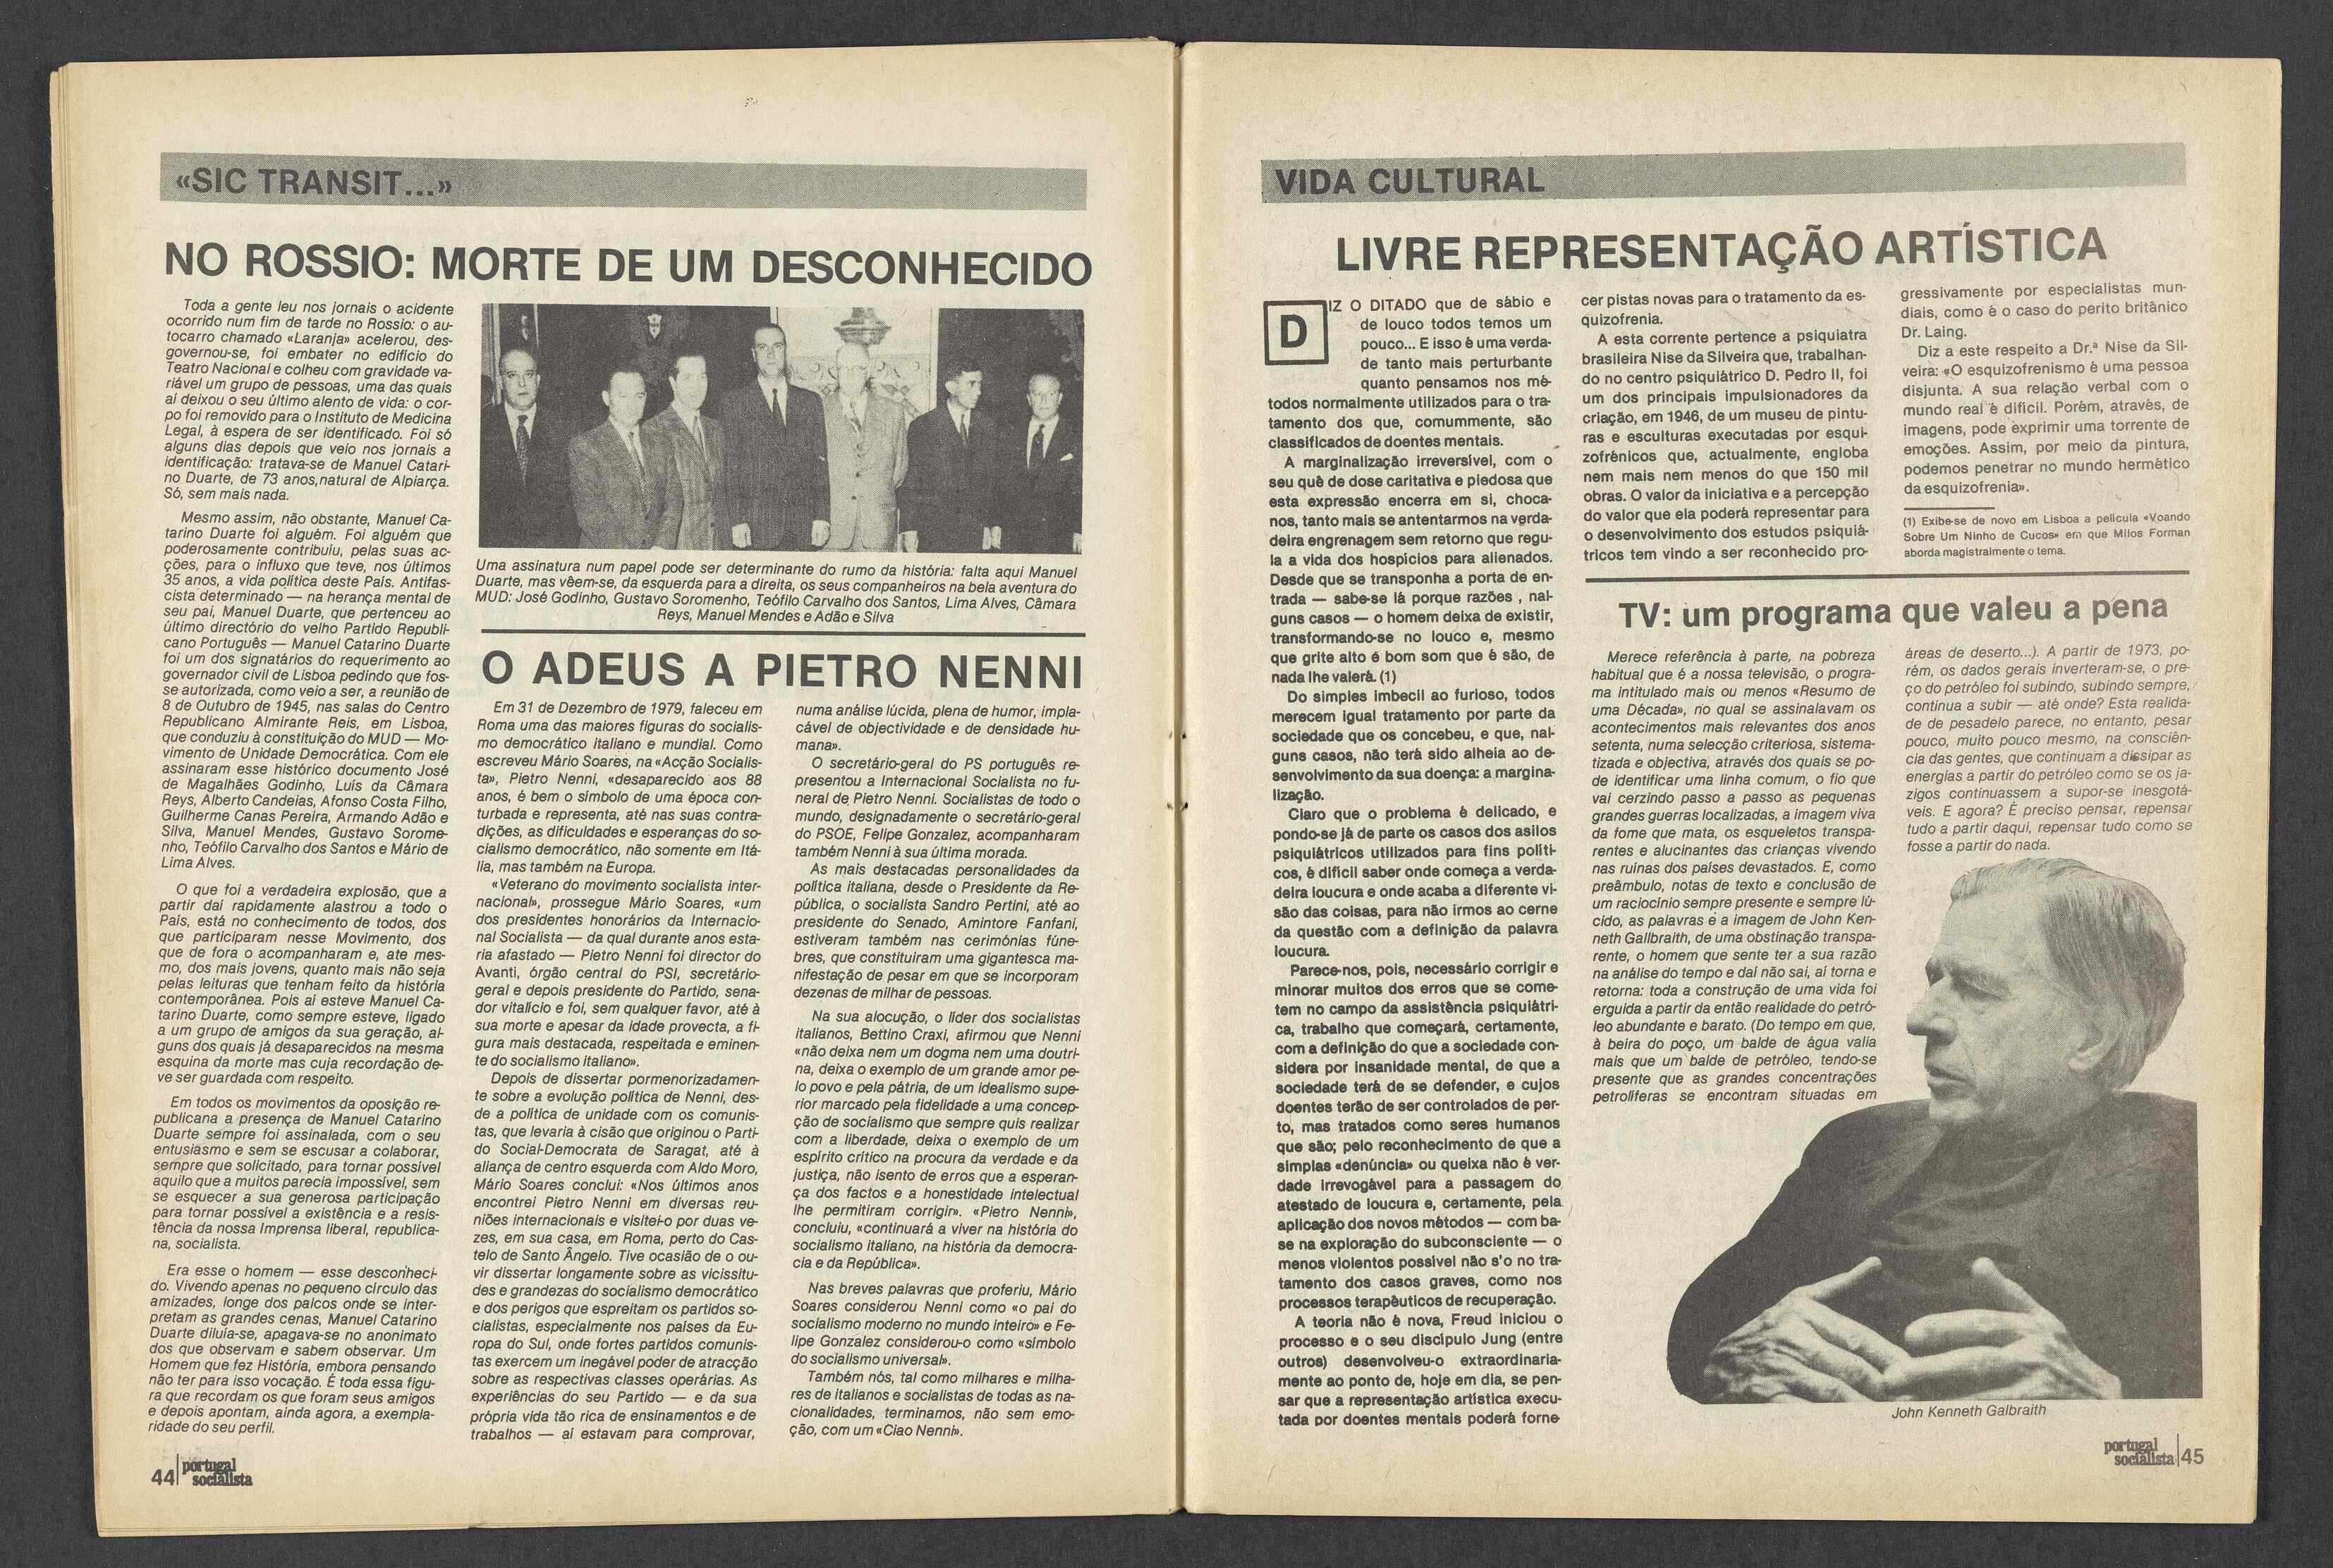 «SIC TRANSIT...»
NO ROSSIO: MORTE DE UM DESCONHECIDO
Toda a gente leu nos jornais o acidente
ocorrido num fim de tarde no Rossio: o au-
tocarro chamado «Laranja» acelerou, des-
governou-se, foi embater no edifício do
Teatro Nacional e colheu com gravidade va-
riável um grupo de pessoas, uma das quais
aí deixou o seu último alento de vida: o cor-
po foi removido para o Instituto de Medicina
Legal, à espera de ser identificado. Foi só
alguns dias depois que veio nos jornais a
identificação: tratava-se de Manuel Catari-
no Duarte, de 73 anos,natural de Alpiarça.
Só, sem mais nada.
Mesmo assim, não obstante, Manuel Ca-
tarino Duarte foi alguém. Foi alguém que
poderosamente contribuiu, pelas suas ac-
ções, para o influxo que teve, nos últimos
35 anos, a vida política deste País. Antifas-
cista determinado — na herança mental de
seu pai, Manuel Duarte, que pertenceu ao
último directório do velho Partido Republi-
cano Português — Manuel Catarino Duarte
foi um dos signatários do requerimento ao
governador civil de Lisboa pedindo que fos-
se autorizada, como veio a ser, a reunião de
8 de Outubro de 1945, nas salas do Centro
Republicano Almirante Reis, em Lisboa,
que conduziu à constituição do MUD — Mo-
vimento de Unidade Democrática. Com ele
assinaram esse histórico documento José
de Magalhães Godinho, Luís da Câmara
Reys, Alberto Candeias, Afonso Costa Filho,
Guilherme Canas Pereira, Armando Adão e
Silva, Manuel Mendes, Gustavo Sorome-
nho, Teófilo Carvalho dos Santos e Mário de
Lima Alves.
O que foi a verdadeira explosão, que a
partir daí rapidamente alastrou a todo o
País, está no conhecimento de todos, dos
que participaram nesse Movimento, dos
que de fora o acompanharam e, ate mes-
mo, dos mais jovens, quanto mais não seja
pelas leituras que tenham feito da história
contemporânea. Pois aí esteve Manuel Ca-
tarino Duarte, como sempre esteve, ligado
a um grupo de amigos da sua geração, al-
guns dos quais já desaparecidos na mesma
esquina da morte mas cuja recordação de-
ve ser guardada com respeito.
Em todos os movimentos da oposição re-
publicana a presença de Manuel Catarino
Duarte sempre foi assinalada, com o seu
entusiasmo e sem se escusar a colaborar,
sempre que solicitado, para tornar possível
aquilo que a muitos parecia impossível, sem
se esquecer a sua generosa participação
para tornar possível a existência e a resis-
tência da nossa Imprensa liberal, republica-
na, socialista.
Era esse o homem — esse desconheci-
do. Vivendo apenas no pequeno círculo das
amizades, longe dos palcos onde se inter-
pretam as grandes cenas, Manuel Catarino
Duarte diluía-se, apagava-se no anonimato
dos que observam e sabem observar. Um
Homem que fez História, embora pensando
não ter para isso vocação. É toda essa figu-
ra que recordam os que foram seus amigos
e depois apontam, ainda agora, a exempla-
ridade do seu perfil.
Uma assinatura num papel pode ser determinante do rumo da história: falta aqui Manuel
Duarte, mas vêem-se, da esquerda para a direita, os seus companheiros na bela aventura do
MUD: José Godinho, Gustavo Soromenho, Teófilo Carvalho dos Santos, Lima Alves, Câmara
Reys, Manuel Mendes e Adão e Silva
O ADEUS A PIETRO NENNI
Em 31 de Dezembro de 1979, faleceu em
Roma uma das maiores figuras do socialis-
mo democrático italiano e mundial. Como
escreveu Mário Soares, na «Acção Socialis-
ta», Pietro Nenni, «desaparecido aos 88
anos, é bem o símbolo de uma época con-
turbada e representa, até nas suas contra-
dições, as dificuldades e esperanças do so-
cialismo democrático, não somente em Itá-
lia, mas também na Europa.
«Veterano do movimento socialista inter-
nacional», prossegue Mário Soares, «um
dos presidentes honorários da Internacio-
nal Socialista — da qual durante anos esta-
ria afastado — Pietro Nenni foi director do
Avanti, órgão central do PSI, secretário-
geral e depois presidente do Partido, sena-
dor vitalício e foi, sem qualquer favor, até à
sua morte e apesar da idade provecta, a fi-
gura mais destacada, respeitada e eminen-
te do socialismo italiano».
Depois de dissertar pormenorizadamen-
te sobre a evolução política de Nenni, des-
de a política de unidade com os comunis-
tas, que levaria à cisão que originou o Parti-
do Social-Democrata de Saragat, até à
aliança de centro esquerda com Aldo Moro,
Mário Soares conclui: «Nos últimos anos
encontrei Pietro Nenni em diversas reu-
niões internacionais e visitei-o por duas ve-
zes, em sua casa, em Roma, perto do Cas-
telo de Santo Ângelo. Tive ocasião de o ou-
vir dissertar longamente sobre as vicissitu-
des e grandezas do socialismo democrático
e dos perigos que espreitam os partidos so-
cialistas, especialmente nos países da Eu-
ropa do Sul, onde fortes partidos comunis-
tas exercem um inegável poder de atracção
sobre as respectivas classes operárias. As
experiências do seu Partido — e da sua
própria vida tão rica de ensinamentos e de
trabalhos — aí estavam para comprovar,
numa análise lúcida, plena de humor, impla-
cável de objectividade e de densidade hu-
mana».
O secretário-geral do PS português re-
presentou a Internacional Socialista no fu-
neral de Pietro Nenni. Socialistas de todo o
mundo, designadamente o secretário-geral
do PSOE, Felipe Gonzalez, acompanharam
também Nenni à sua última morada.
As mais destacadas personalidades da
política italiana, desde o Presidente da Re-
pública, o socialista Sandro Pertini, até ao
presidente do Senado, Amintore Fanfani,
estiveram também nas cerimónias fúne-
bres, que constituíram uma gigantesca ma-
nifestação de pesar em que se incorporam
dezenas de milhar de pessoas.
Na sua alocução, o líder dos socialistas
italianos, Bettino Craxi, afirmou que Nenni
«não deixa nem um dogma nem uma doutri-
na, deixa o exemplo de um grande amor pe-
lo povo e pela pátria, de um idealismo supe-
rior marcado pela fidelidade a uma concep-
ção de socialismo que sempre quis realizar
com a liberdade, deixa o exemplo de um
espírito crítico na procura da verdade e da
justiça, não isento de erros que a esperan-
ça dos factos e a honestidade intelectual
lhe permitiram corrigir». «Pietro Nenni»,
concluiu, «continuará a viver na história do
socialismo italiano, na história da democra-
cia e da República».
Nas breves palavras que proferiu, Mário
Soares considerou Nenni como «o pai do
socialismo moderno no mundo inteiro» e Fe-
lipe Gonzalez considerou-o como «símbolo
do socialismo universal».
Também nós, tal como milhares e milha-
res de italianos e socialistas de todas as na-
cionalidades, terminamos, não sem emo-
ção, com um «Ciao Nenni».
44 portugal
socialista
VIDA CULTURAL
LIVRE REPRESENTAÇÃO ARTÍSTICA
DIZ O DITADO que de sábio e
de louco todos temos um
pouco... E isso é uma verda-
de tanto mais perturbante
quanto pensamos nos mé-
todos normalmente utilizados para o tra-
tamento dos que, comummente, são
classificados de doentes mentais.
A marginalização irreversível, com o
seu quê de dose caritativa e piedosa que
esta expressão encerra em si, choca-
nos, tanto mais se antentarmos na verda-
deira engrenagem sem retorno que regu-
la a vida dos hospícios para alienados.
Desde que se transponha a porta de en-
trada — sabe-se lá porque razões , nal-
guns casos — o homem deixa de existir,
transformando-se no louco e, mesmo
que grite alto é bom som que é são, de
nada lhe valerá. (1)
Do simples imbecil ao furioso, todos
merecem igual tratamento por parte da
sociedade que os concebeu, e que, nal-
guns casos, não terá sido alheia ao de-
senvolvimento da sua doença: a margina-
lização.
Claro que o problema é delicado, e
pondo-se já de parte os casos dos asilos
psiquiátricos utilizados para fins políti-
cos, é difícil saber onde começa a verda-
deira loucura e onde acaba a diferente vi-
são das coisas, para não irmos ao cerne
da questão com a definição da palavra
loucura.
Parece-nos, pois, necessário corrigir e
minorar muitos dos erros que se come-
tem no campo da assistência psiquiátri-
ca, trabalho que começará, certamente,
com a definição do que a sociedade con-
sidera por insanidade mental, de que a
sociedade terá de se defender, e cujos
doentes terão de ser controlados de per-
to, mas tratados como seres humanos
que são; pelo reconhecimento de que a
simples «denúncia» ou queixa não é ver-
dade irrevogável para a passagem do
atestado de loucura e, certamente, pela
aplicação dos novos métodos — com ba-
se na exploração do subconsciente — o
menos violentos possível não s'o no tra-
tamento dos casos graves, como nos
processos terapêuticos de recuperação.
A teoria não é nova, Freud iniciou o
processo e o seu discípulo Jung (entre
outros) desenvolveu-o extraordinaria-
mente ao ponto de, hoje em dia, se pen-
sar que a representação artística execu-
tada por doentes mentais poderá forne-
cer pistas novas para o tratamento da es-
quizofrenia.
A esta corrente pertence a psiquiatra
brasileira Nise da Silveira que, trabalhan-
do no centro psiquiátrico D. Pedro II, foi
um dos principais impulsionadores da
criação, em 1946, de um museu de pintu-
ras e esculturas executadas por esqui-
zofrénicos que, actualmente, engloba
nem mais nem menos do que 150 mil
obras. O valor da iniciativa e a percepção
do valor que ela poderá representar para
o desenvolvimento dos estudos psiquiá-
tricos tem vindo a ser reconhecido pro-
gressivamente por especialistas mun-
diais, como é o caso do perito britânico
Dr. Laing.
Diz a este respeito a Dr.ª Nise da Sil-
veira: «O esquizofrenismo é uma pessoa
disjunta. A sua relação verbal com o
mundo real é difícil. Porém, através, de
imagens, pode exprimir uma torrente de
emoções. Assim, por meio da pintura,
podemos penetrar no mundo hermético
da esquizofrenia».
(1) Exibe-se de novo em Lisboa a película «Voando
Sobre Um Ninho de Cucos» em que Milos Forman
aborda magistralmente o tema.
TV: um programa que valeu a pena
Merece referência à parte, na pobreza
habitual que é a nossa televisão, o progra-
ma intitulado mais ou menos «Resumo de
uma Década», no qual se assinalavam os
acontecimentos mais relevantes dos anos
setenta, numa selecção criteriosa, sistema-
tizada e objectiva, através dos quais se po-
de identificar uma linha comum, o fio que
vai cerzindo passo a passo as pequenas
grandes guerras localizadas, a imagem viva
da fome que mata, os esqueletos transpa-
rentes e alucinantes das crianças vivendo
nas ruínas dos países devastados. E, como
preâmbulo, notas de texto e conclusão de
um raciocínio sempre presente e sempre lú-
cido, as palavras e a imagem de John Ken-
neth Gallbraith, de uma obstinação transpa-
rente, o homem que sente ter a sua razão
na análise do tempo e daí não sai, aí torna e
retorna: toda a construção de uma vida foi
erguida a partir da então realidade do petró-
leo abundante e barato. (Do tempo em que,
à beira do poço, um balde de água valia
mais que um balde de petróleo, tendo-se
presente que as grandes concentrações
petrolíferas se encontram situadas em
áreas de deserto...). A partir de 1973, po-
rém, os dados gerais inverteram-se, o pre-
ço do petróleo foi subindo, subindo sempre,
continua a subir — até onde? Esta realida-
de de pesadelo parece, no entanto, pesar
pouco, muito pouco mesmo, na consciên-
cia das gentes, que continuam a dissipar as
energias a partir do petróleo como se os ja-
zigos continuassem a supor-se inesgotá-
veis. E agora? É preciso pensar, repensar
tudo a partir daqui, repensar tudo como se
fosse a partir do nada.
John Kenneth Galbraith
portugal
socialista 45